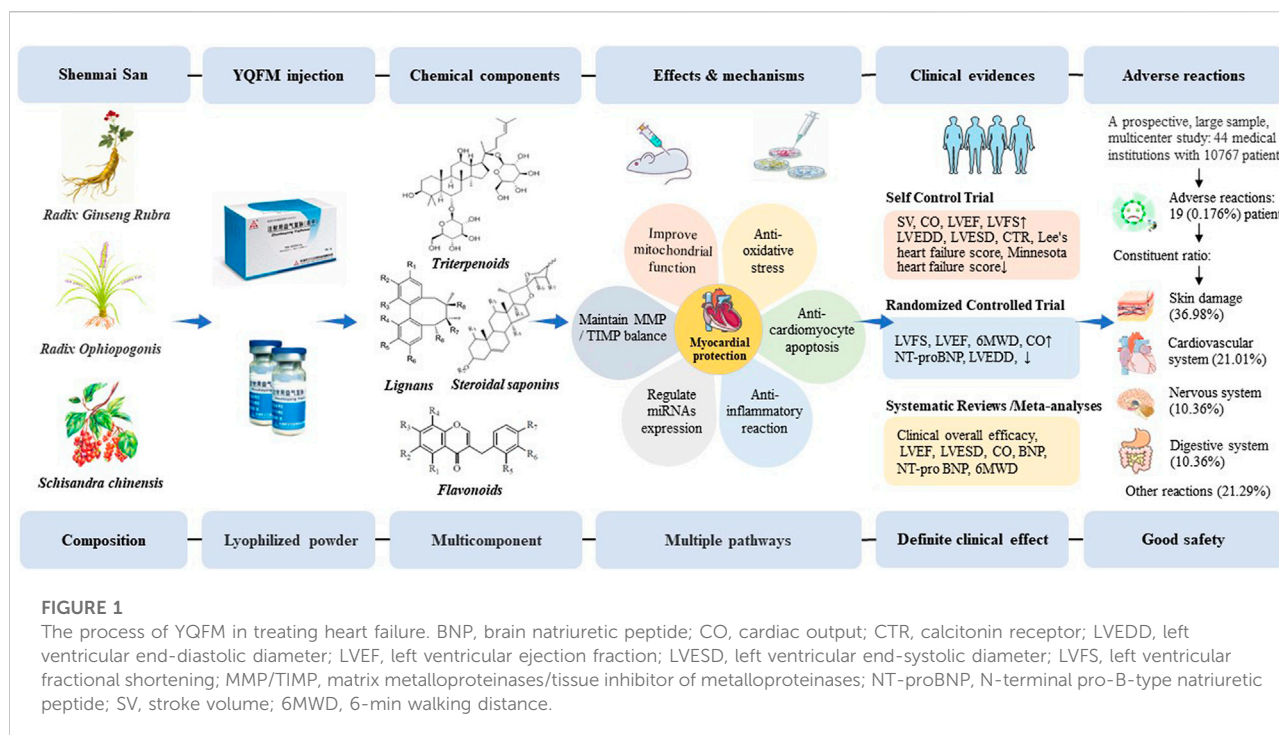 Shenmai San
YQFM injection
Chemical components
Effects & mechanisms
Clinical evidences
Adverse reactions
Radix Ginseng Rubra
Radix Ophiopogonis
Schisandra chinensis
Triterpenoids
Lignans
Steroidal saponins
Flavonoids
Improve
mitochondrial
function
Anti-
oxidative
stress
Maintain MMP
/ TIMP balance
Myocardial
protection
Anti-
cardiomyocyte
apoptosis
Regulate
miRNAs
expression
Anti-
inflammatory
reaction
Self Control Trial
SV, CO, LVEF, LVFS↑
LVEDD, LVESD, CTR, Lee's
heart failure score, Minnesota
heart failure score↓
Randomized Controlled Trial
LVFS, LVEF, 6MWD, CO↑
NT-proBNP, LVEDD, ↓
Systematic Reviews /Meta-analyses
Clinical overall efficacy,
LVEF, LVESD, CO, BNP,
NT-pro BNP, 6MWD
A prospective, large sample,
multicenter study: 44 medical
institutions with 10767 patient
Adverse reactions:
19 (0.176%) patient
Constituent ratio:
Skin damage
(36.98%)
Cardiovascular
system (21.01%)
Nervous system
(10.36%)
Digestive system
(10.36%)
Other reactions (21.29%)
Composition
Lyophilized powder
Multicomponent
Multiple pathways
Definite clinical effect
Good safety
FIGURE 1
The process of YQFM in treating heart failure. BNP, brain natriuretic peptide; CO, cardiac output; CTR, calcitonin receptor; LVEDD, left
ventricular end-diastolic diameter; LVEF, left ventricular ejection fraction; LVESD, left ventricular end-systolic diameter; LVFS, left ventricular
fractional shortening; MMP/TIMP, matrix metalloproteinases/tissue inhibitor of metalloproteinases; NT-proBNP, N-terminal pro-B-type natriuretic
peptide; SV, stroke volume; 6MWD, 6-min walking distance.